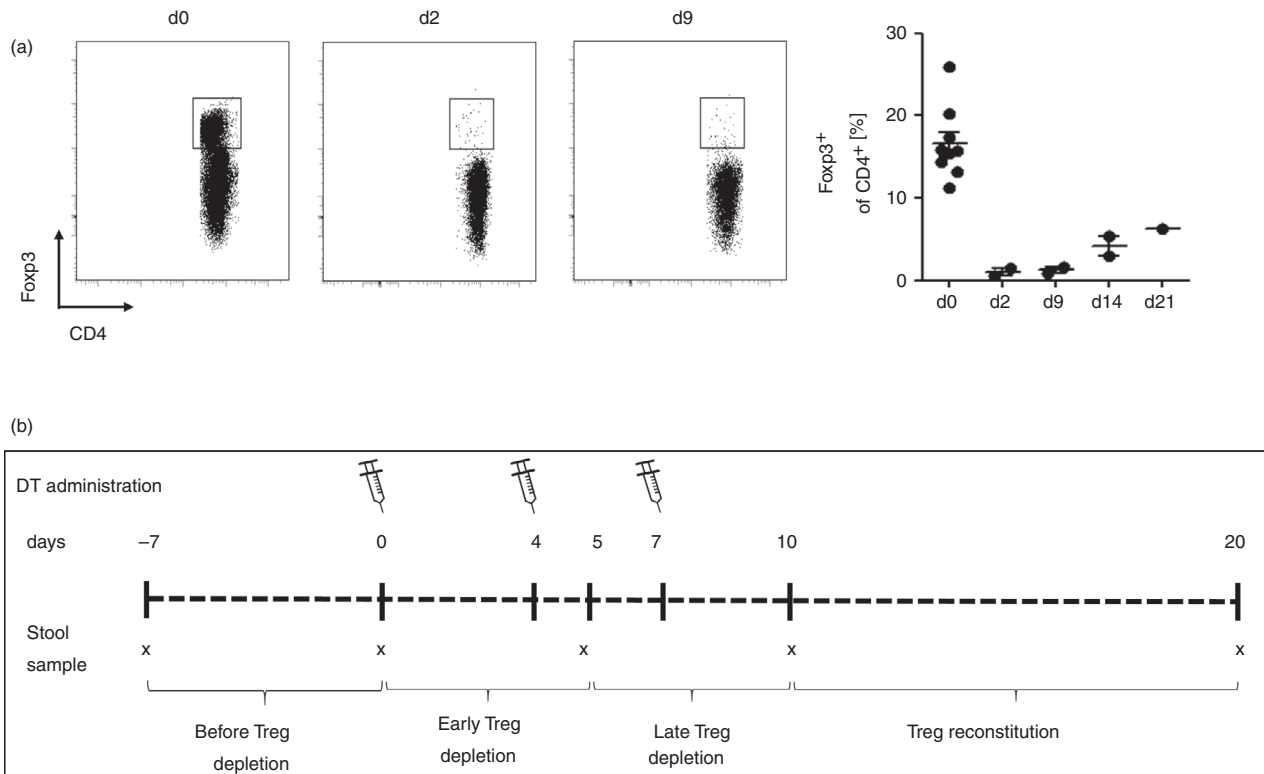 d0
d2
d9
(a)
Foxp3
CD4
Foxp3+
of CD4+ [%]
30
20
10
0
d0 d2 d9 d14 d21
(b)
DT administration
days –7 0 4 5 7 10 20
Stool
sample
x x x x x
Before Treg
depletion
Early Treg
depletion
Late Treg
depletion
Treg reconstitution